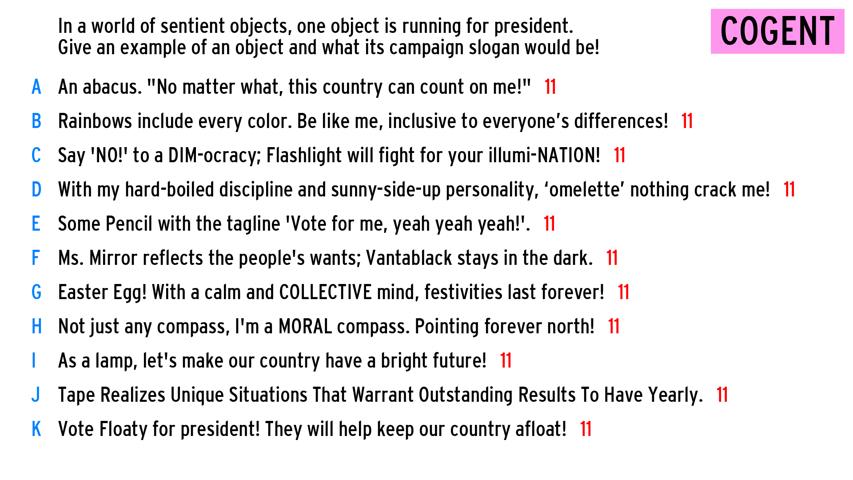 In a world of sentient objects, one object is running for president.
Give an example of an object and what its campaign slogan would be!
COGENT
A An abacus. "No matter what, this country can count on me!" 11
B Rainbows include every color. Be like me, inclusive to everyone’s differences! 11
C Say 'NO!' to a DIM-ocracy; Flashlight will fight for your illumi-NATION! 11
D With my hard-boiled discipline and sunny-side-up personality, ‘omelette’ nothing crack me! 11
E Some Pencil with the tagline 'Vote for me, yeah yeah yeah!'. 11
F Ms. Mirror reflects the people's wants; Vantablack stays in the dark. 11
G Easter Egg! With a calm and COLLECTIVE mind, festivities last forever! 11
H Not just any compass, I'm a MORAL compass. Pointing forever north! 11
I As a lamp, let's make our country have a bright future! 11
J Tape Realizes Unique Situations That Warrant Outstanding Results To Have Yearly. 11
K Vote Floaty for president! They will help keep our country afloat! 11